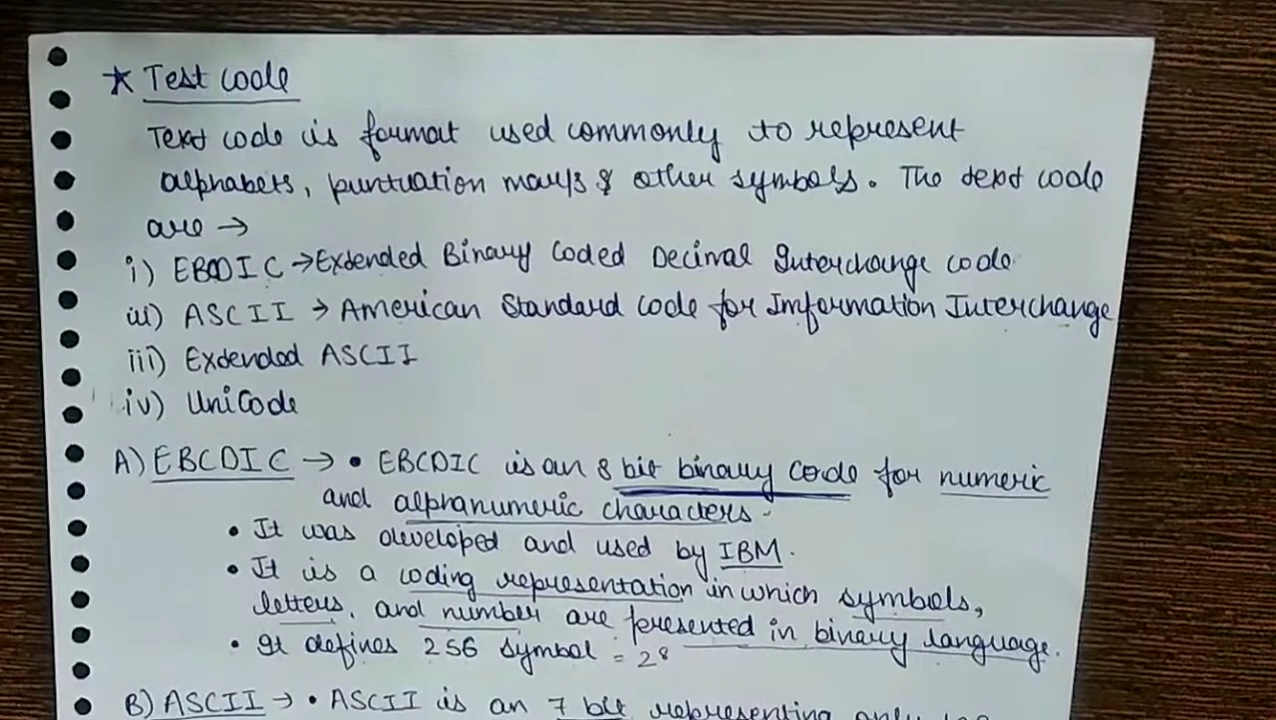 ★ Test code
Text code is format used commonly to represent
alphabets, puntuation marks & other symbols. The text code
are →
i) EBCDIC → Extended Binary Coded Decimal Interchange code
ii) ASCII → American Standard code for Information Interchange
iii) Extended ASCII
iv) UniCode
A) EBCDIC → • EBCDIC is an 8 bit binary code for numeric
and alphanumeric characters.
• It was developed and used by IBM.
• It is a coding representation in which symbols,
letters, and number are presented in binary language.
• It defines 256 symbol = 2⁸
B) ASCII → • ASCII is an 7 bit representing only